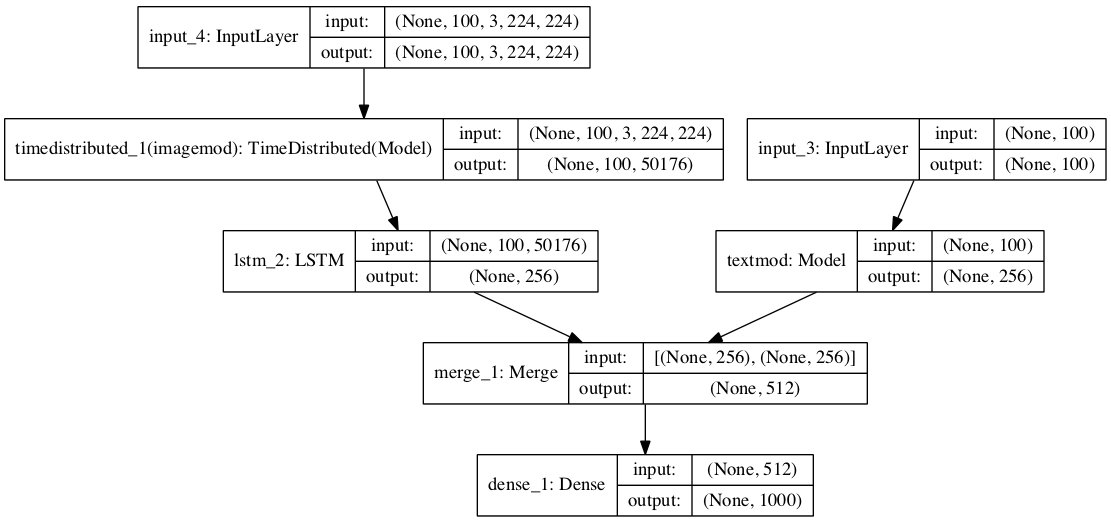 input_4: InputLayer
input: (None, 100, 3, 224, 224)
output: (None, 100, 3, 224, 224)
timedistributed_1(imagemod): TimeDistributed(Model)
input: (None, 100, 3, 224, 224)
output: (None, 100, 50176)
input_3: InputLayer
input: (None, 100)
output: (None, 100)
lstm_2: LSTM
input: (None, 100, 50176)
output: (None, 256)
textmod: Model
input: (None, 100)
output: (None, 256)
merge_1: Merge
input: [(None, 256), (None, 256)]
output: (None, 512)
dense_1: Dense
input: (None, 512)
output: (None, 1000)